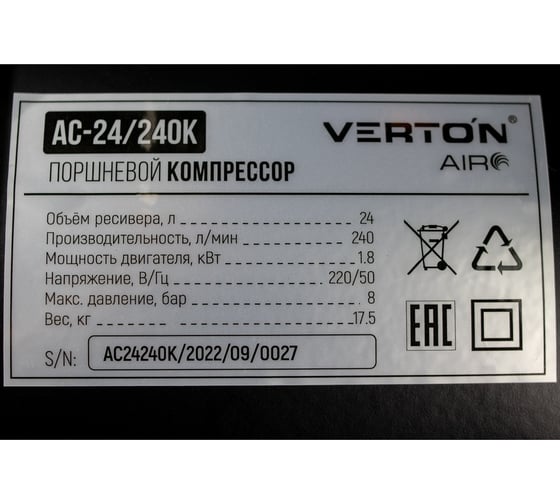 AC-24/240K
VERTON®
AIR
ПОРШНЕВОЙ КОМПРЕССОР
Объём ресивера, л 24
Производительность, л/мин 240
Мощность двигателя, кВт 1.8
Напряжение, В/Гц 220/50
Макс. давление, бар 8
Вес, кг 17.5
EAC
S/N: AC24240K/2022/09/0027